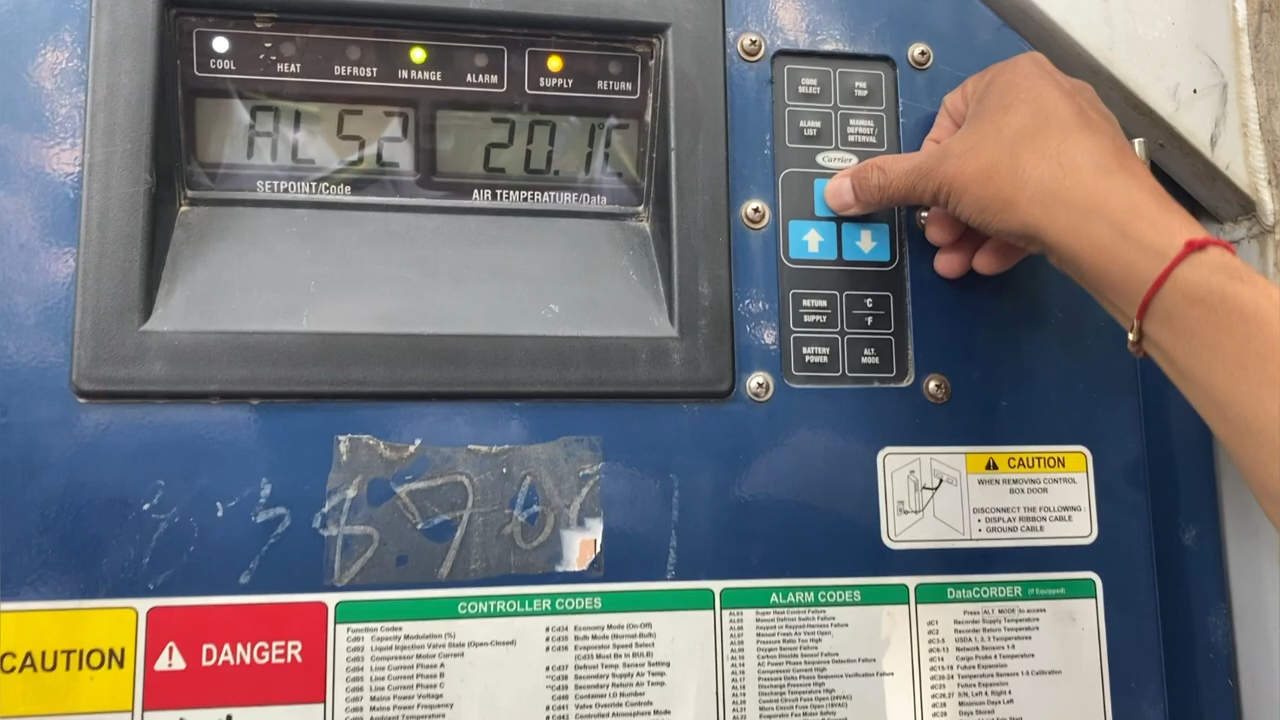 COOL
HEAT
DEFROST
IN RANGE
ALARM
SUPPLY
RETURN
AL52
20.1°C
SETPOINT/Code
AIR TEMPERATURE/Data
CODE SELECT
PRE TRIP
ALARM LIST
MANUAL DEFROST / INTERVAL
Carrier
RETURN SUPPLY
°C °F
BATTERY POWER
ALT. MODE
CAUTION
WHEN REMOVING CONTROL
BOX DOOR
DISCONNECT THE FOLLOWING :
• DISPLAY RIBBON CABLE
• GROUND CABLE
CAUTION
DANGER
CONTROLLER CODES
Function Codes
Cd01 Capacity Modulation (%)
Cd02 Liquid Injection Valve State (Open-Closed)
Cd03 Compressor Motor Current
Cd04 Line Current Phase A
Cd05 Line Current Phase B
Cd06 Line Current Phase C
Cd07 Mains Power Voltage
Cd08 Mains Power Frequency
Cd09 Ambient Temperature
# Cd34 Economy Mode (On-Off)
# Cd35 Bulb Mode (Normal-Bulb)
# Cd36 Evaporator Speed Select
(Cd35 Must Be in BULB)
# Cd37 Defrost Temp. Sensor Setting
**Cd38 Secondary Supply Air Temp.
**Cd39 Secondary Return Air Temp.
Cd40 Container I.D Number
# Cd41 Valve Override Controls
# Cd43 Controlled Atmosphere Mode
ALARM CODES
AL03 Super Heat Control Failure
AL05 Manual Defrost Switch Failure
AL06 Keypad or Keypad-Harness Failure
AL07 Manual Fresh Air Vent Open
AL08 Pressure Ratio Too High
AL09 Oxygen Sensor Failure
AL10 Carbon Dioxide Sensor Failure
AL14 AC Power Phase Sequence Detection Failure
AL16 Compressor Current High
AL17 Pressure Delta Phase Sequence Verification Failure
AL18 Discharge Pressure High
AL19 Discharge Temperature High
AL20 Control Circuit Fuse Open (24VAC)
AL21 Micro Circuit Fuse Open (18VAC)
AL22 Evaporator Fan Motor Safety
DataCORDER (If Equipped)
Press ALT. MODE to access
dC1 Recorder Supply Temperature
dC2 Recorder Return Temperature
dC3-5 USDA 1, 2, 3 Temperatures
dC6-13 Network Sensors 1-8
dC14 Cargo Probe 4 Temperature
dC15-19 Future Expansion
dC20-24 Temperature Sensors 1-5 Calibration
dC25 Future Expansion
dC26,27 S/N, Left 4, Right 4
dC28 Minimum Days Left
dC29 Days Stored